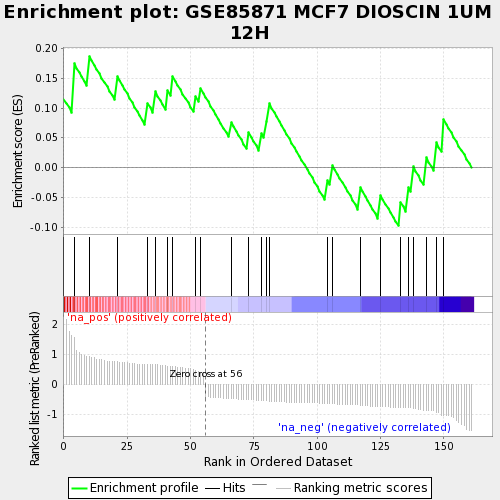 Enrichment plot: GSE85871 MCF7 DIOSCIN 1UM
12H
Enrichment score (ES)
0.20
0.15
0.10
0.05
0.00
-0.05
-0.10
'na_pos' (positively correlated)
Ranked list metric (PreRanked)
2
1
0
-1
Zero cross at 56
'na_neg' (negatively correlated)
0 25 50 75 100 125 150
Rank in Ordered Dataset
Enrichment profile Hits Ranking metric scores